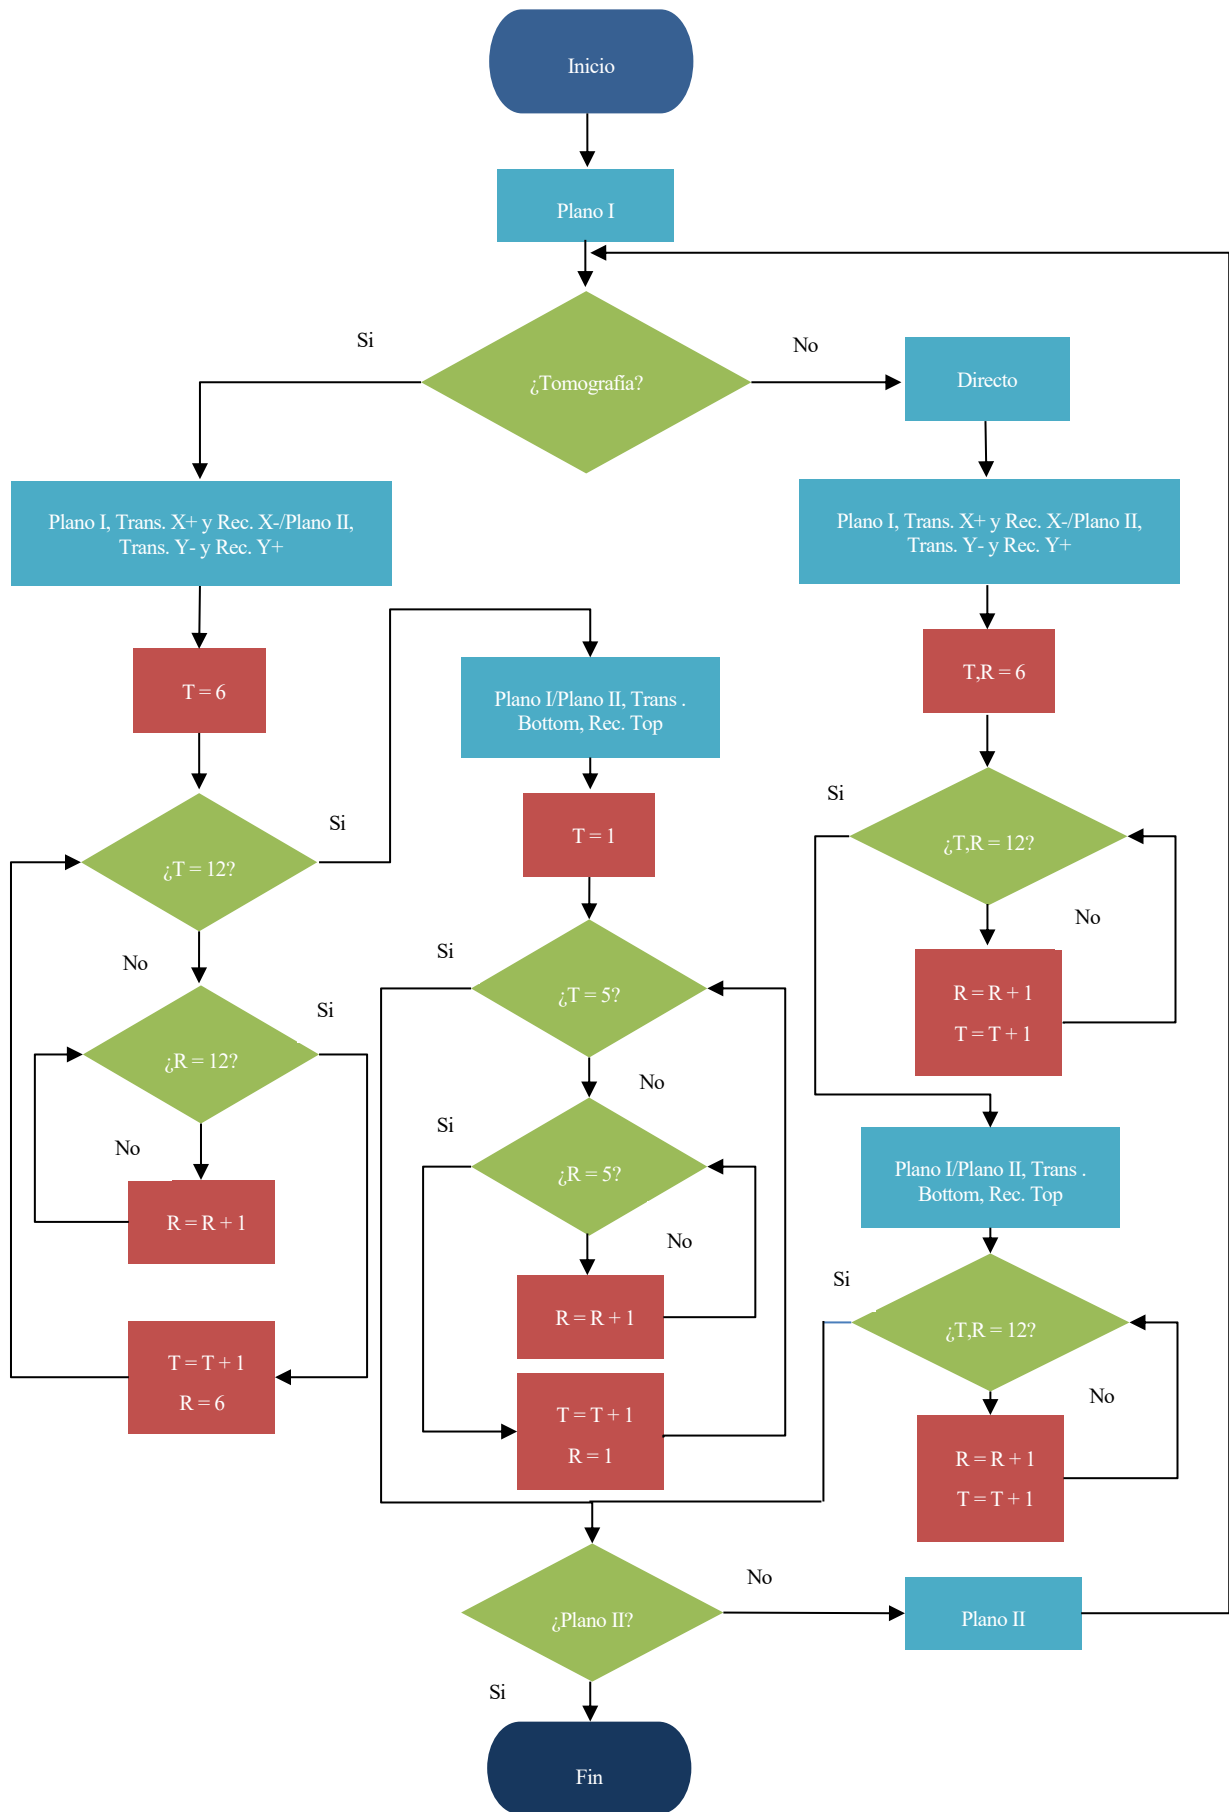 Inicio
Plano I
Si
No
¿Tomografía?
Directo
Plano I, Trans. X+ y Rec. X-/Plano II,
Trans. Y- y Rec. Y+
T = 6
¿T = 12?
Si
No
¿R = 12?
Si
No
R = R + 1
T = T + 1
R = 6
Plano I/Plano II, Trans .
Bottom, Rec. Top
T = 1
Si
¿T = 5?
No
Si
¿R = 5?
No
R = R + 1
T = T + 1
R = 1
Plano I, Trans. X+ y Rec. X-/Plano II,
Trans. Y- y Rec. Y+
T,R = 6
Si
¿T,R = 12?
No
R = R + 1
T = T + 1
Plano I/Plano II, Trans .
Bottom, Rec. Top
Si
¿T,R = 12?
No
R = R + 1
T = T + 1
¿Plano II?
No
Plano II
Si
Fin